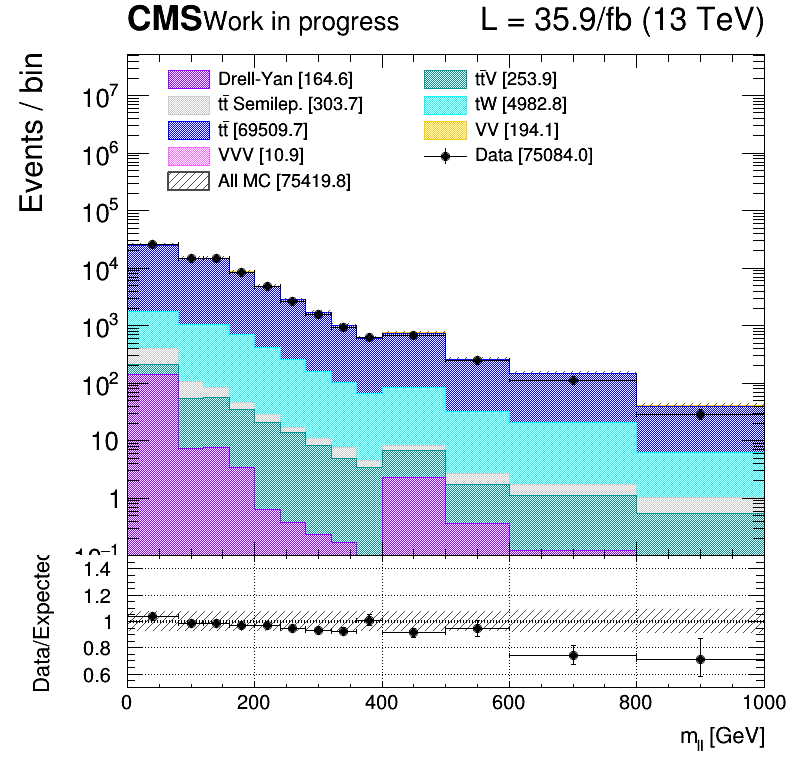 CMS Work in progress L = 35.9/fb (13 TeV)
Events / bin
Drell-Yan [164.6]
tt̄ Semilep. [303.7]
tt̄ [69509.7]
VVV [10.9]
All MC [75419.8]
tt̄V [253.9]
tW [4982.8]
VV [194.1]
Data [75084.0]
10⁷
10⁶
10⁵
10⁴
10³
10²
10
1
10⁻¹
Data/Expected
1.4
1.2
1
0.8
0.6
0 200 400 600 800 1000
m_ll [GeV]